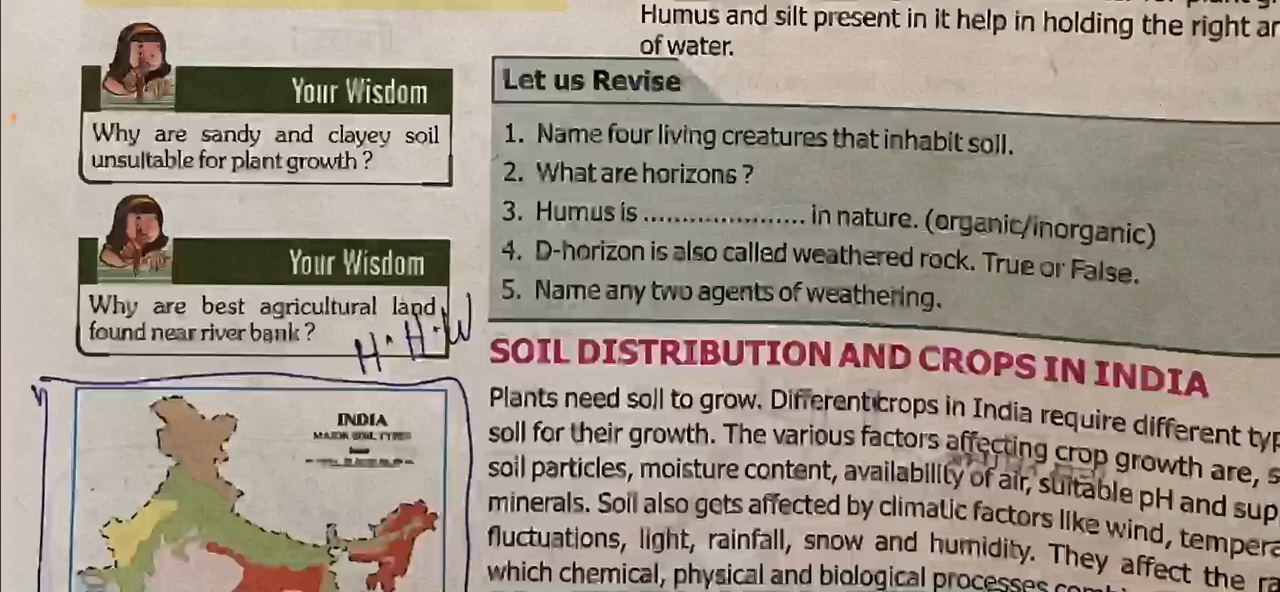 Humus and silt present in it help in holding the right
of water.
Your Wisdom
Why are sandy and clayey soil
unsuitable for plant growth ?
Your Wisdom
Why are best agricultural land
found near river bank ?
H.H.W
Let us Revise
1. Name four living creatures that inhabit soil.
2. What are horizons ?
3. Humus is ..................... in nature. (organic/inorganic)
4. D-horizon is also called weathered rock. True or False.
5. Name any two agents of weathering.
SOIL DISTRIBUTION AND CROPS IN INDIA
Plants need soil to grow. Different crops in India require different
soil for their growth. The various factors affecting crop growth are,
soil particles, moisture content, availability of air, suitable pH and
minerals. Soil also gets affected by climatic factors like wind,
fluctuations, light, rainfall, snow and humidity. They affect the
which chemical, physical and biological processes
INDIA
MAJOR SOIL TYPES